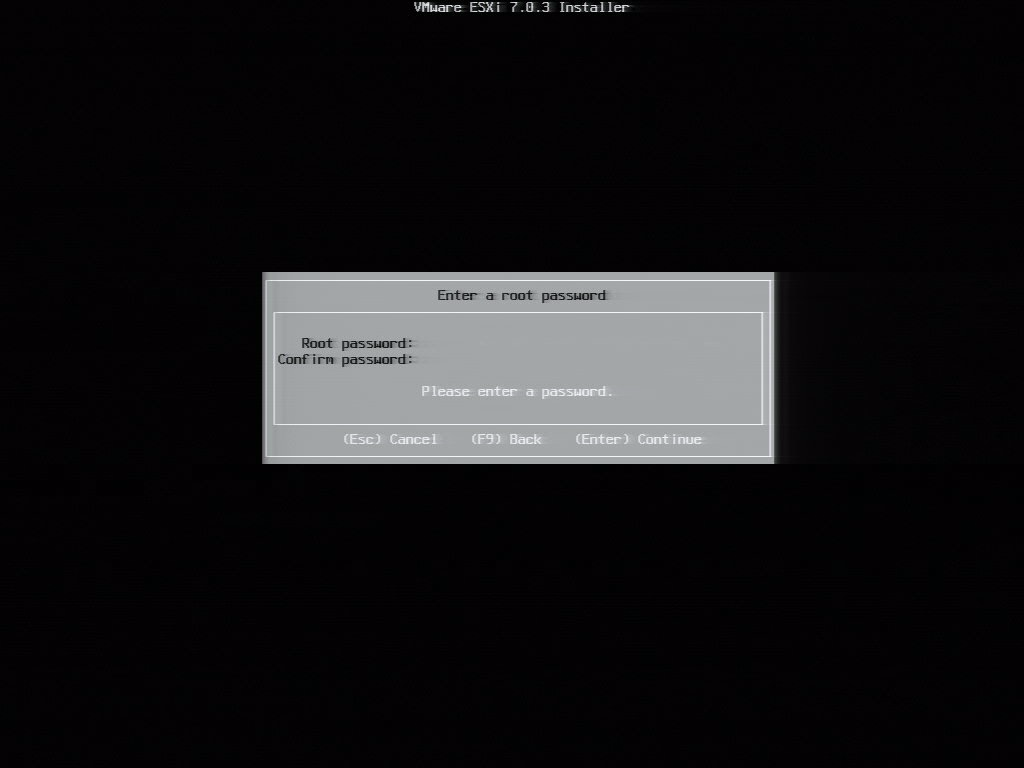 VMware ESXi 7.0.3 Installer
Enter a root password
Root password:
Confirm password:
Please enter a password.
(Esc) Cancel (F9) Back (Enter) Continue